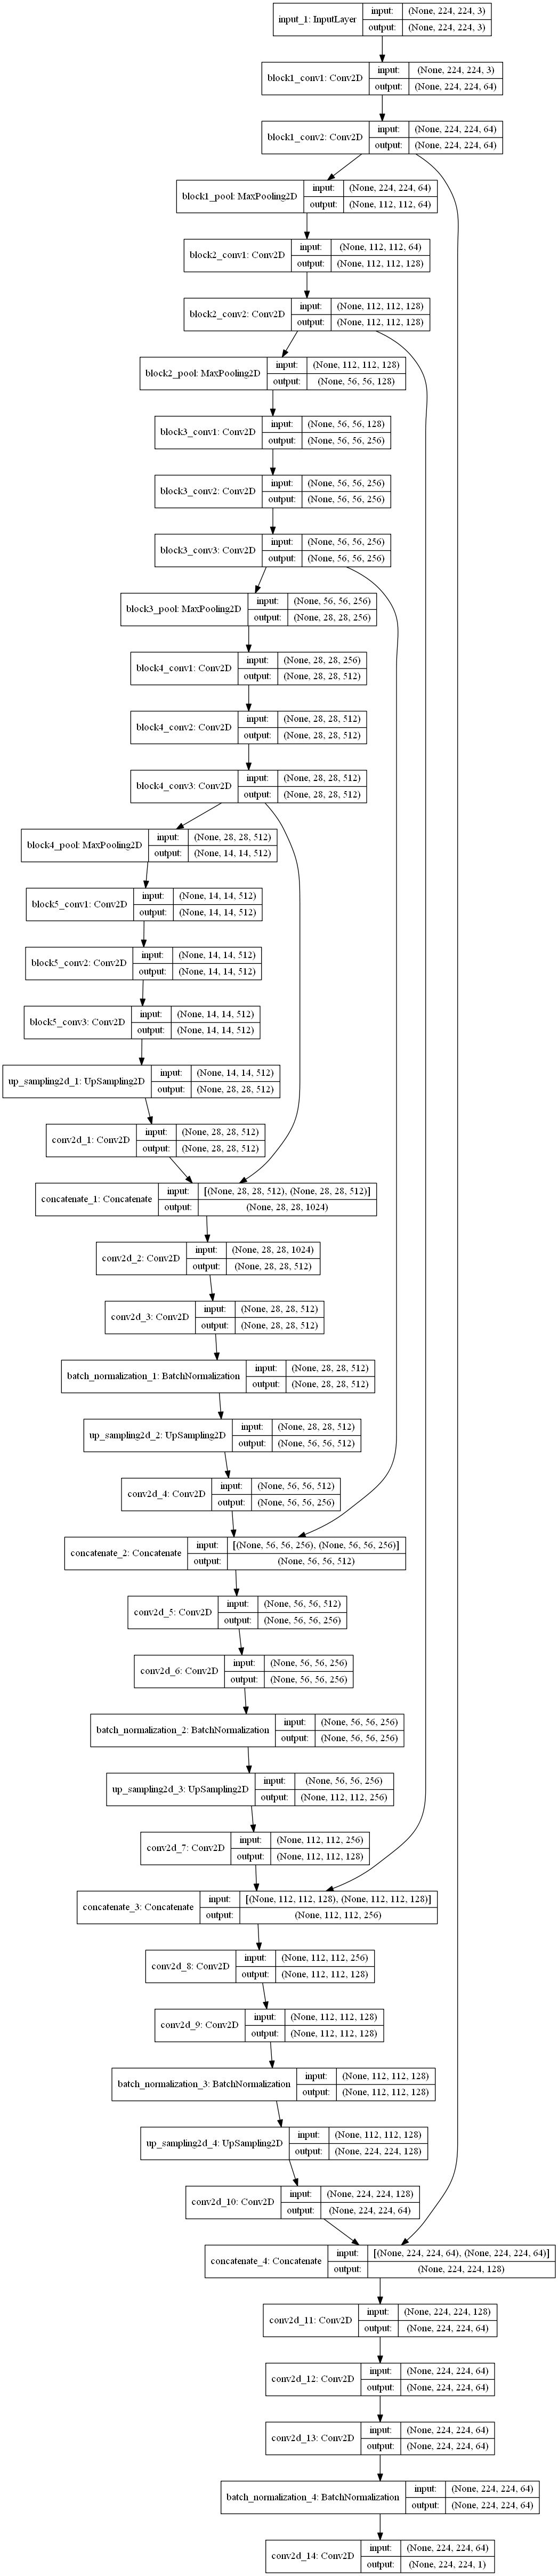 input_1: InputLayer
input: (None, 224, 224, 3)
output: (None, 224, 224, 3)
block1_conv1: Conv2D
input: (None, 224, 224, 3)
output: (None, 224, 224, 64)
block1_conv2: Conv2D
input: (None, 224, 224, 64)
output: (None, 224, 224, 64)
block1_pool: MaxPooling2D
input: (None, 224, 224, 64)
output: (None, 112, 112, 64)
block2_conv1: Conv2D
input: (None, 112, 112, 64)
output: (None, 112, 112, 128)
block2_conv2: Conv2D
input: (None, 112, 112, 128)
output: (None, 112, 112, 128)
block2_pool: MaxPooling2D
input: (None, 112, 112, 128)
output: (None, 56, 56, 128)
block3_conv1: Conv2D
input: (None, 56, 56, 128)
output: (None, 56, 56, 256)
block3_conv2: Conv2D
input: (None, 56, 56, 256)
output: (None, 56, 56, 256)
block3_conv3: Conv2D
input: (None, 56, 56, 256)
output: (None, 56, 56, 256)
block3_pool: MaxPooling2D
input: (None, 56, 56, 256)
output: (None, 28, 28, 256)
block4_conv1: Conv2D
input: (None, 28, 28, 256)
output: (None, 28, 28, 512)
block4_conv2: Conv2D
input: (None, 28, 28, 512)
output: (None, 28, 28, 512)
block4_conv3: Conv2D
input: (None, 28, 28, 512)
output: (None, 28, 28, 512)
block4_pool: MaxPooling2D
input: (None, 28, 28, 512)
output: (None, 14, 14, 512)
block5_conv1: Conv2D
input: (None, 14, 14, 512)
output: (None, 14, 14, 512)
block5_conv2: Conv2D
input: (None, 14, 14, 512)
output: (None, 14, 14, 512)
block5_conv3: Conv2D
input: (None, 14, 14, 512)
output: (None, 14, 14, 512)
up_sampling2d_1: UpSampling2D
input: (None, 14, 14, 512)
output: (None, 28, 28, 512)
conv2d_1: Conv2D
input: (None, 28, 28, 512)
output: (None, 28, 28, 512)
concatenate_1: Concatenate
input: [(None, 28, 28, 512), (None, 28, 28, 512)]
output: (None, 28, 28, 1024)
conv2d_2: Conv2D
input: (None, 28, 28, 1024)
output: (None, 28, 28, 512)
conv2d_3: Conv2D
input: (None, 28, 28, 512)
output: (None, 28, 28, 512)
batch_normalization_1: BatchNormalization
input: (None, 28, 28, 512)
output: (None, 28, 28, 512)
up_sampling2d_2: UpSampling2D
input: (None, 28, 28, 512)
output: (None, 56, 56, 512)
conv2d_4: Conv2D
input: (None, 56, 56, 512)
output: (None, 56, 56, 256)
concatenate_2: Concatenate
input: [(None, 56, 56, 256), (None, 56, 56, 256)]
output: (None, 56, 56, 512)
conv2d_5: Conv2D
input: (None, 56, 56, 512)
output: (None, 56, 56, 256)
conv2d_6: Conv2D
input: (None, 56, 56, 256)
output: (None, 56, 56, 256)
batch_normalization_2: BatchNormalization
input: (None, 56, 56, 256)
output: (None, 56, 56, 256)
up_sampling2d_3: UpSampling2D
input: (None, 56, 56, 256)
output: (None, 112, 112, 256)
conv2d_7: Conv2D
input: (None, 112, 112, 256)
output: (None, 112, 112, 128)
concatenate_3: Concatenate
input: [(None, 112, 112, 128), (None, 112, 112, 128)]
output: (None, 112, 112, 256)
conv2d_8: Conv2D
input: (None, 112, 112, 256)
output: (None, 112, 112, 128)
conv2d_9: Conv2D
input: (None, 112, 112, 128)
output: (None, 112, 112, 128)
batch_normalization_3: BatchNormalization
input: (None, 112, 112, 128)
output: (None, 112, 112, 128)
up_sampling2d_4: UpSampling2D
input: (None, 112, 112, 128)
output: (None, 224, 224, 128)
conv2d_10: Conv2D
input: (None, 224, 224, 128)
output: (None, 224, 224, 64)
concatenate_4: Concatenate
input: [(None, 224, 224, 64), (None, 224, 224, 64)]
output: (None, 224, 224, 128)
conv2d_11: Conv2D
input: (None, 224, 224, 128)
output: (None, 224, 224, 64)
conv2d_12: Conv2D
input: (None, 224, 224, 64)
output: (None, 224, 224, 64)
conv2d_13: Conv2D
input: (None, 224, 224, 64)
output: (None, 224, 224, 64)
batch_normalization_4: BatchNormalization
input: (None, 224, 224, 64)
output: (None, 224, 224, 64)
conv2d_14: Conv2D
input: (None, 224, 224, 64)
output: (None, 224, 224, 1)